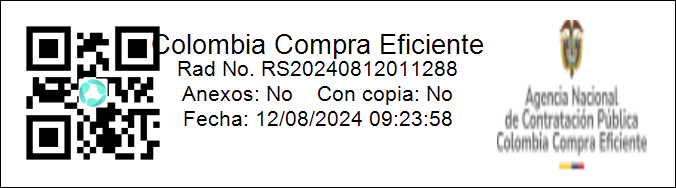 Colombia Compra Eficiente
Rad No. RS20240812011288
Anexos: No    Con copia: No
Fecha: 12/08/2024 09:23:58
Agencia Nacional
de Contratación Pública
Colombia Compra Eficiente